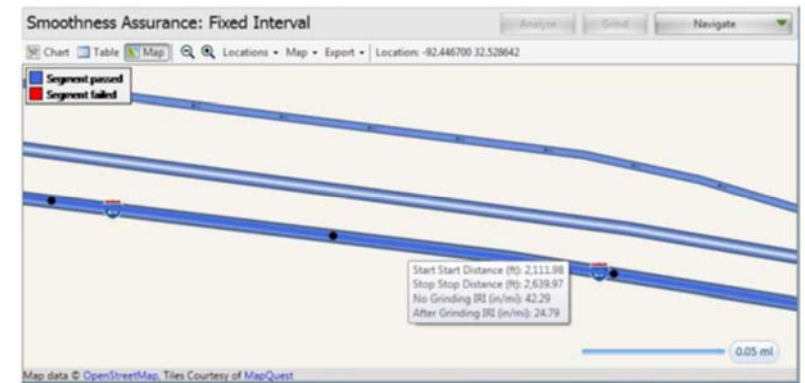 Smoothness Assurance: Fixed Interval
Analyze Grind Navigate
Chart Table Map Locations Map Export Location: -92.446700 32.528642
Segment passed
Segment failed
Start Start Distance (ft): 2,111.98
Stop Stop Distance (ft): 2,639.97
No Grinding IRI (in/mi): 42.29
After Grinding IRI (in/mi): 24.79
0.05 mi
Map data © OpenStreetMap, Tiles Courtesy of MapQuest